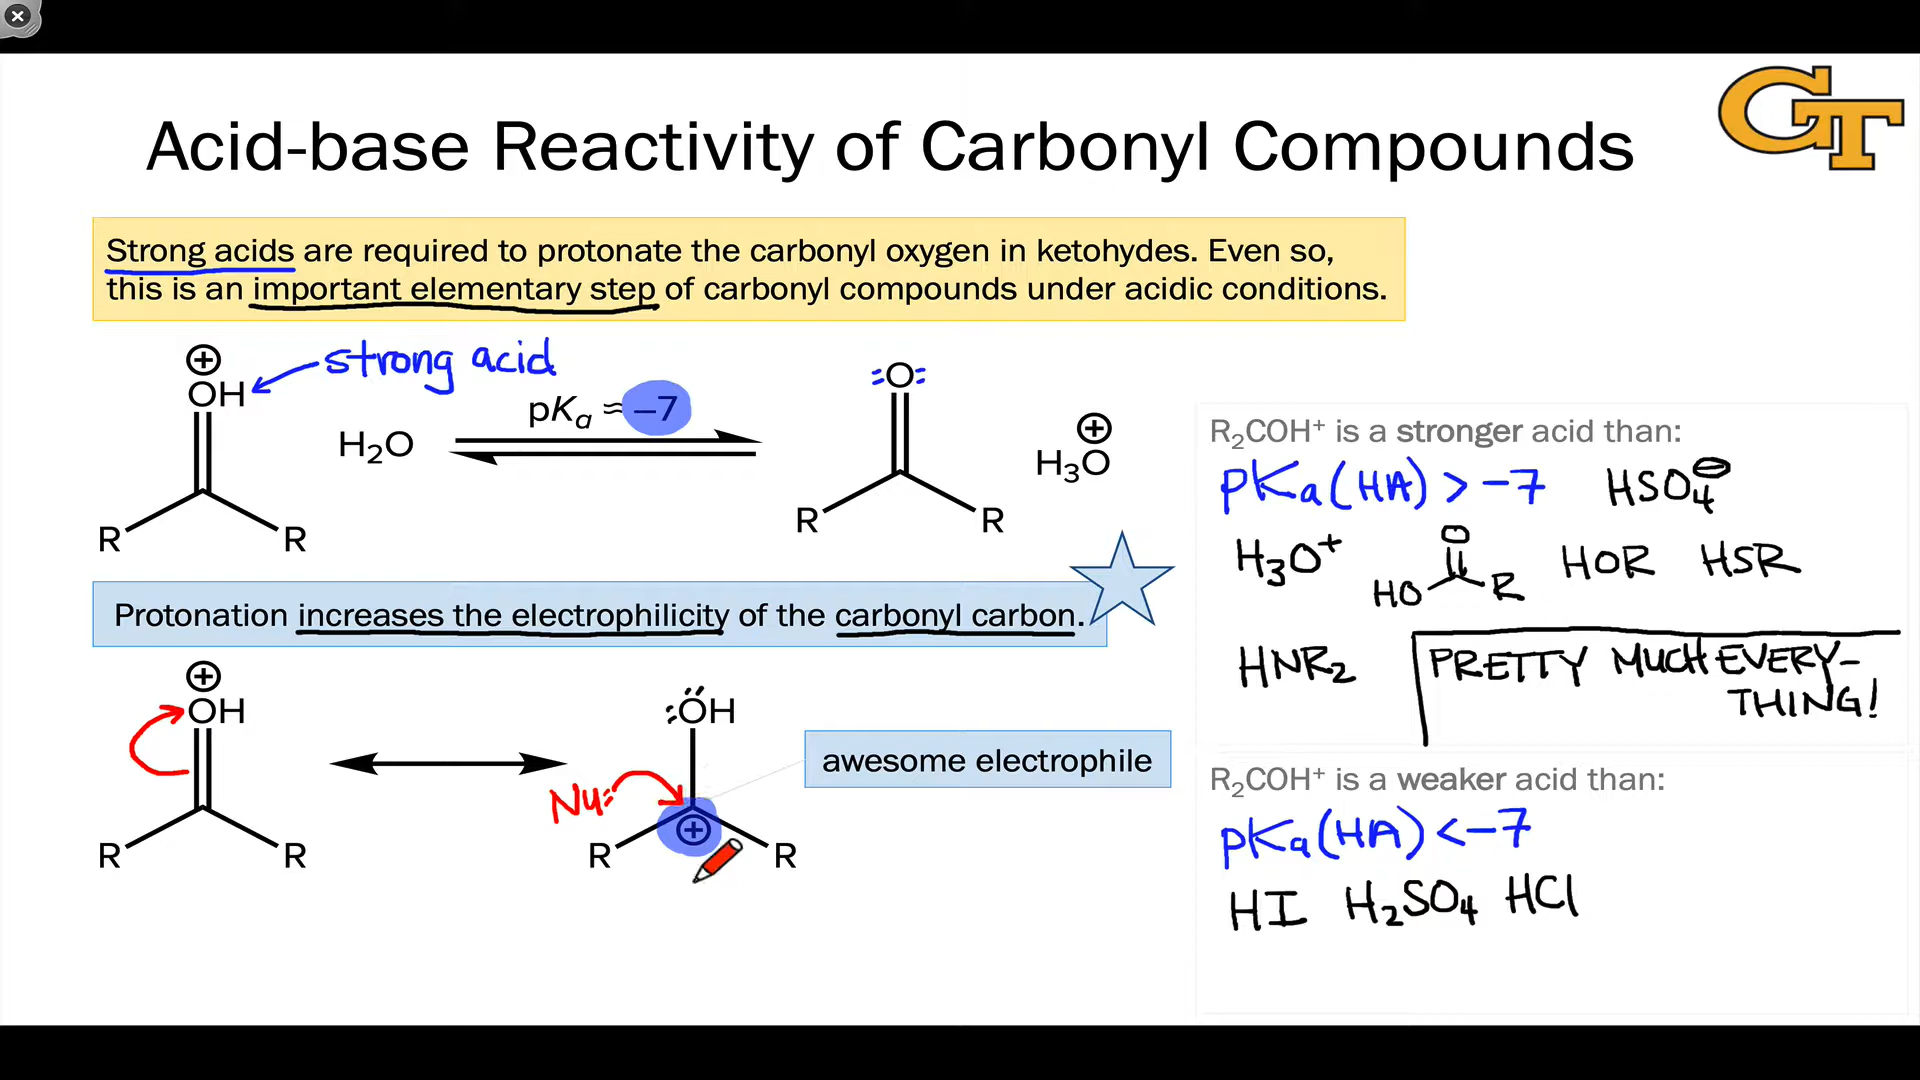 GT
Acid-base Reactivity of Carbonyl Compounds
Strong acids are required to protonate the carbonyl oxygen in ketohydes. Even so,
this is an important elementary step of carbonyl compounds under acidic conditions.
⊕
OH
strong acid
R R
H₂O
pKₐ ≈ –7
:O:
R R
⊕
H₃O
Protonation increases the electrophilicity of the carbonyl carbon.
⊕
OH
R R
:ÖH
Nu:
⊕
R R
awesome electrophile
R₂COH⁺ is a stronger acid than:
pKa(HA) > -7 HSO₄⊖
H₃O⁺ O HO R HOR HSR
HNR₂ PRETTY MUCH EVERY-
THING!
R₂COH⁺ is a weaker acid than:
pKa(HA) < -7
HI H₂SO₄ HCl